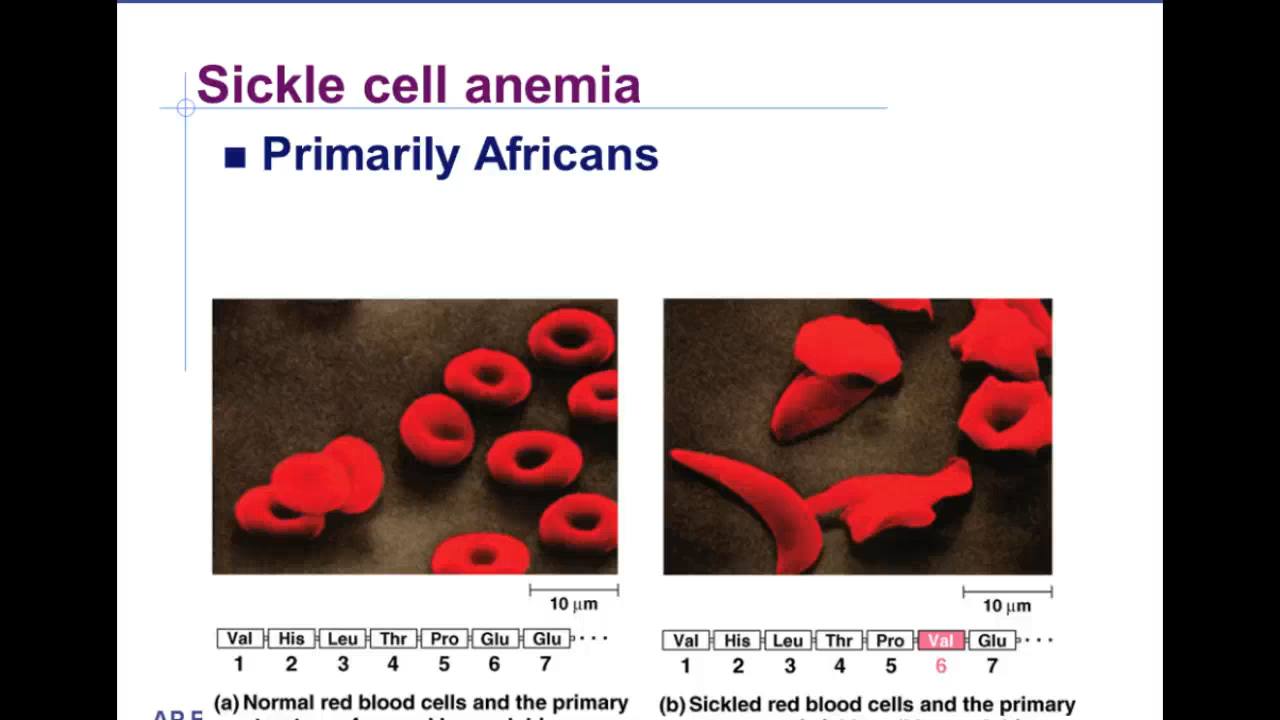 Sickle cell anemia
■ Primarily Africans
10 µm
10 µm
Val His Leu Thr Pro Glu Glu ···
1 2 3 4 5 6 7
Val His Leu Thr Pro Val Glu ···
1 2 3 4 5 6 7
(a) Normal red blood cells and the primary
(b) Sickled red blood cells and the primary